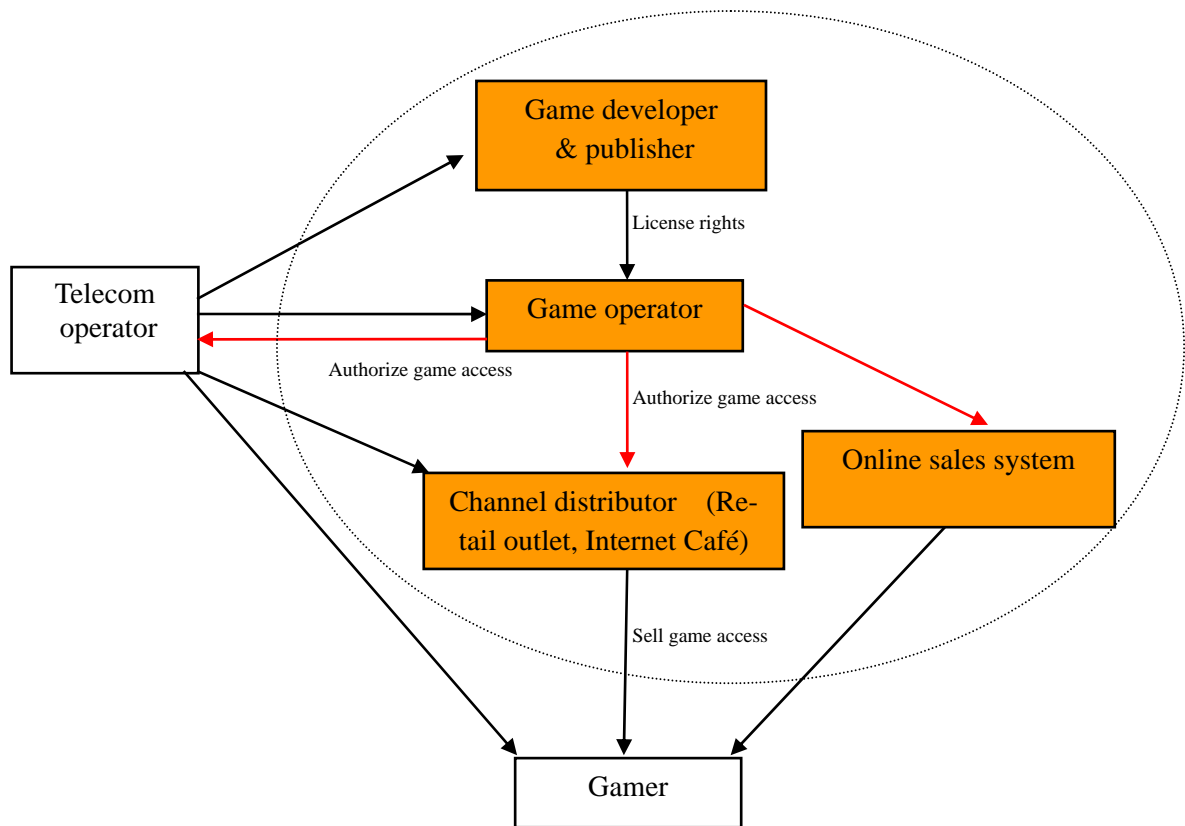 Game developer
& publisher
License rights
Telecom
operator
Game operator
Authorize game access
Authorize game access
Online sales system
Channel distributor (Re-
tail outlet, Internet Café)
Sell game access
Gamer